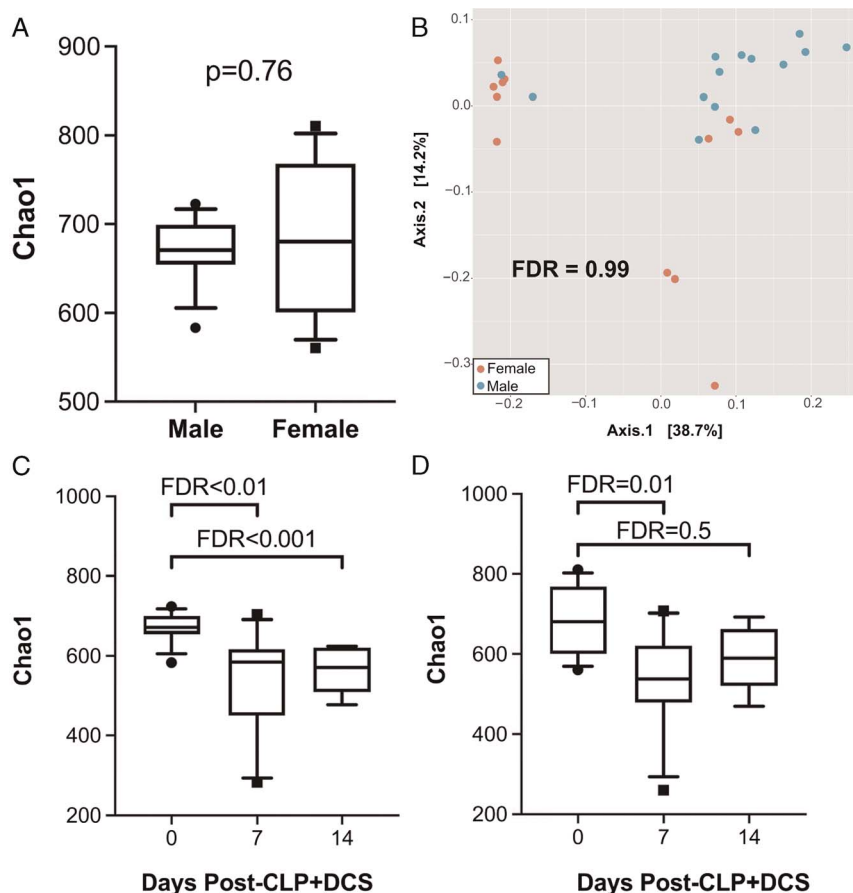 A
Chao1
900
800
700
600
500
p=0.76
Male
Female
B
Axis.2 [14.2%]
0.1
0.0
−0.1
−0.2
−0.3
FDR = 0.99
Female
Male
−0.2
−0.1
0.0
0.1
0.2
Axis.1 [38.7%]
C
Chao1
1000
800
600
400
200
FDR<0.01
FDR<0.001
0
7
14
Days Post-CLP+DCS
D
Chao1
1000
800
600
400
200
FDR=0.01
FDR=0.5
0
7
14
Days Post-CLP+DCS